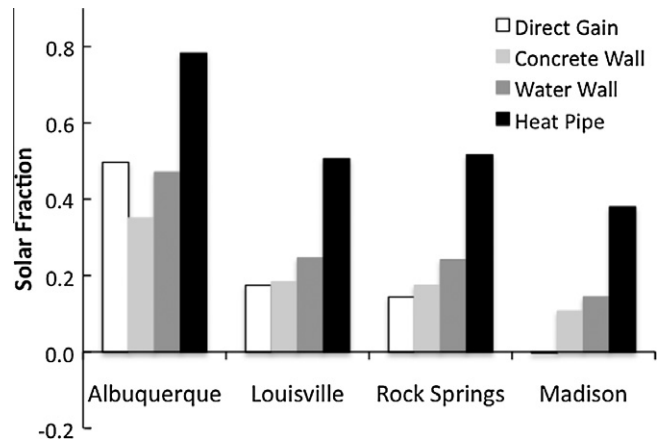 Direct Gain
Concrete Wall
Water Wall
Heat Pipe
Solar Fraction
0.8
0.6
0.4
0.2
0.0
-0.2
Albuquerque Louisville Rock Springs Madison